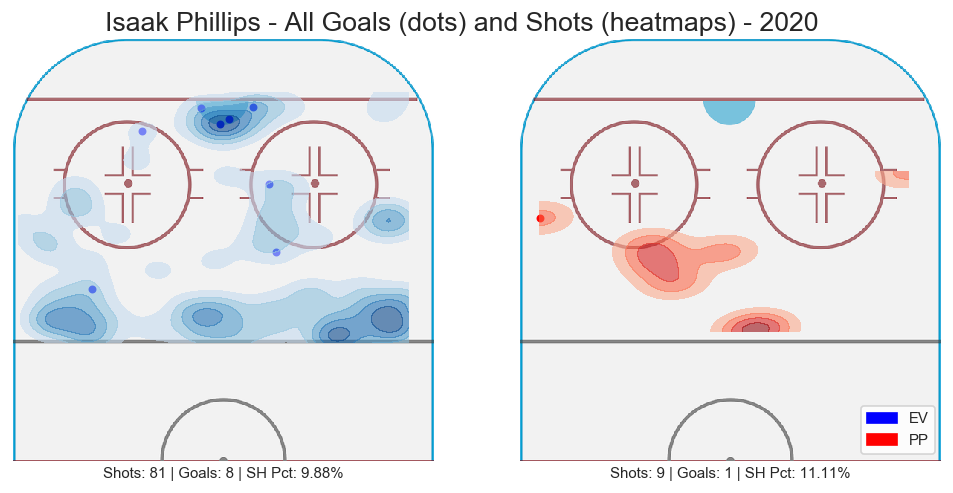 Isaak Phillips - All Goals (dots) and Shots (heatmaps) - 2020
EV
PP
Shots: 81 | Goals: 8 | SH Pct: 9.88%
Shots: 9 | Goals: 1 | SH Pct: 11.11%